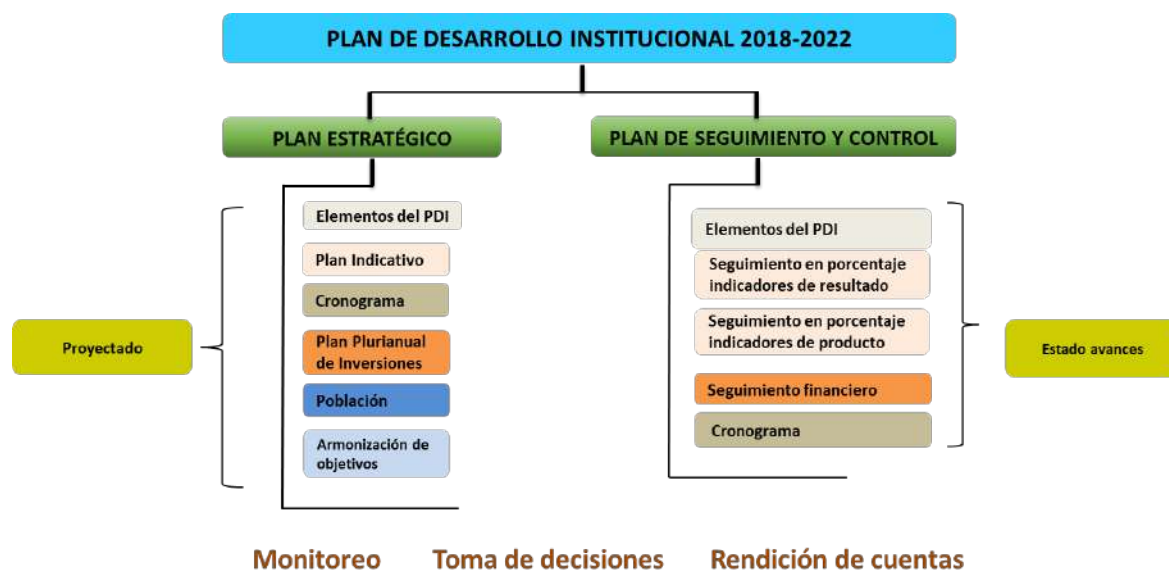 PLAN DE DESARROLLO INSTITUCIONAL 2018-2022
PLAN ESTRATÉGICO
PLAN DE SEGUIMIENTO Y CONTROL
Proyectado
Elementos del PDI
Plan Indicativo
Cronograma
Plan Plurianual
de Inversiones
Población
Armonización de
objetivos
Elementos del PDI
Seguimiento en porcentaje
indicadores de resultado
Seguimiento en porcentaje
indicadores de producto
Seguimiento financiero
Cronograma
Estado avances
Monitoreo Toma de decisiones Rendición de cuentas